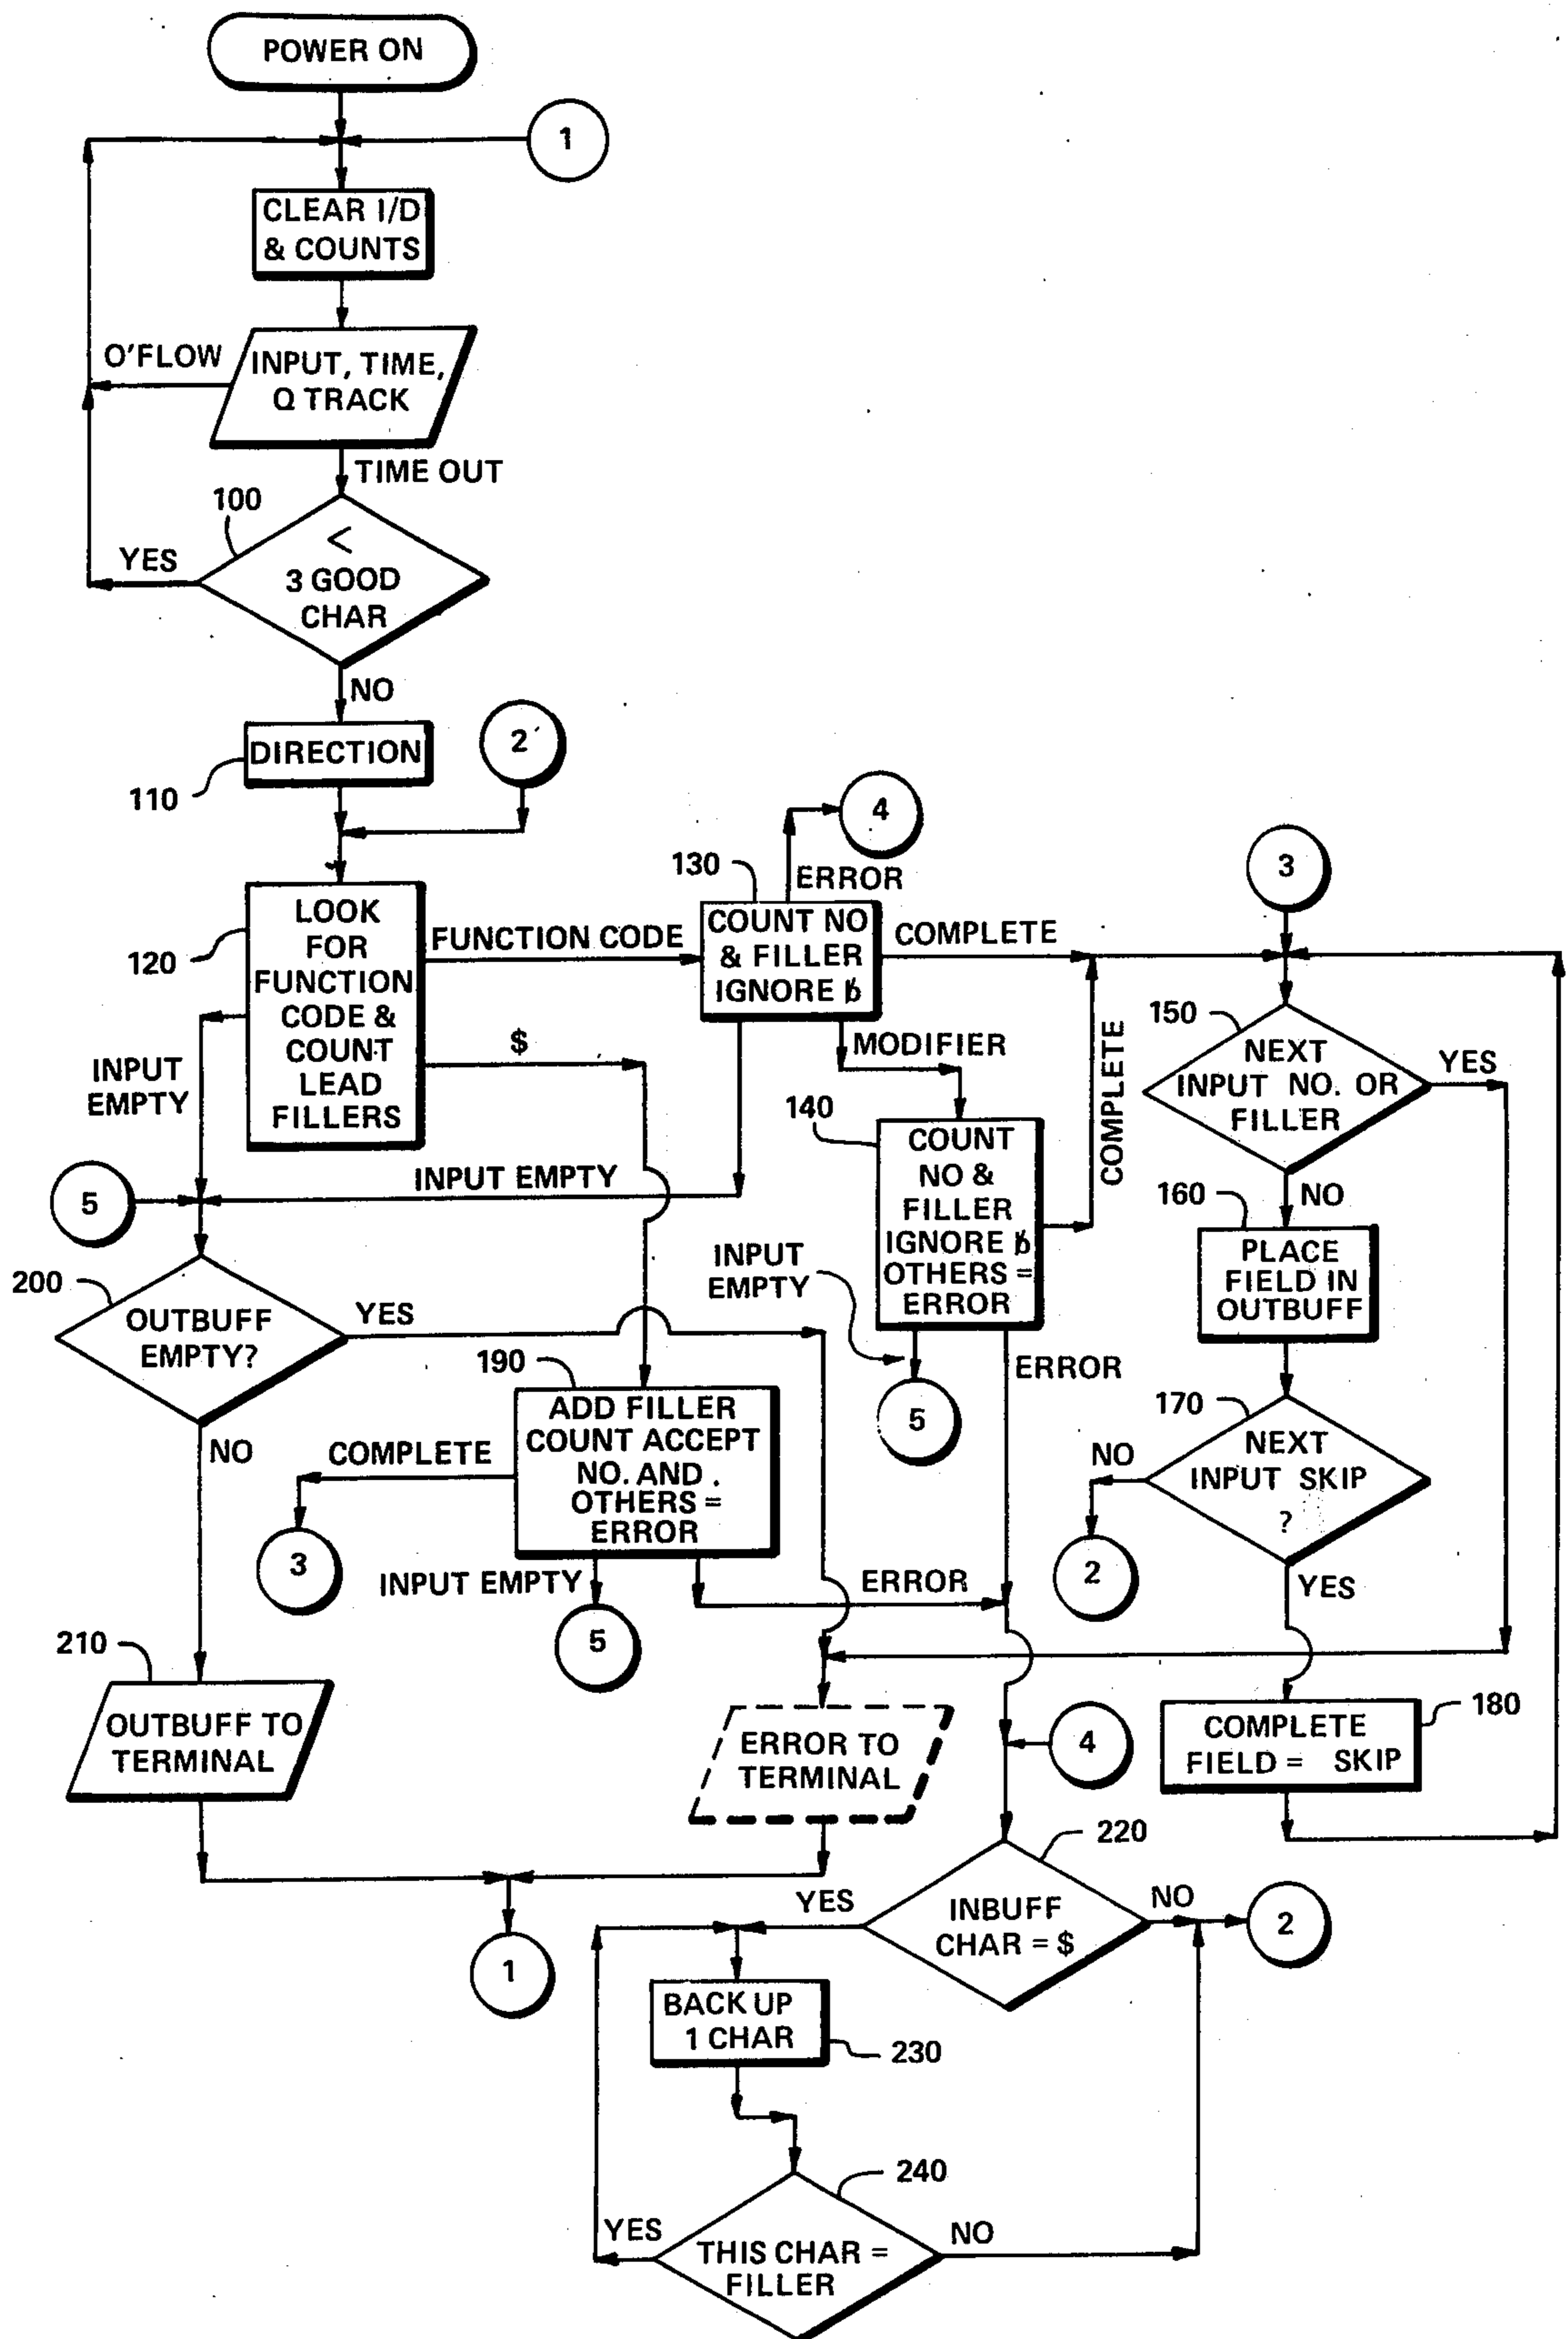 POWER ON
1
CLEAR I/D
& COUNTS
O'FLOW
INPUT, TIME,
Q TRACK
TIME OUT
100
<
3 GOOD
CHAR
YES
NO
DIRECTION
110
2
4
ERROR
3
130
120
LOOK
FOR
FUNCTION
CODE &
COUNT
LEAD
FILLERS
FUNCTION CODE
$
INPUT
EMPTY
COUNT NO
& FILLER
IGNORE ƀ
COMPLETE
MODIFIER
INPUT EMPTY
140
COUNT
NO &
FILLER
IGNORE ƀ
OTHERS =
ERROR
COMPLETE
INPUT
EMPTY
5
ERROR
150
NEXT
INPUT NO. OR
FILLER
YES
NO
160
PLACE
FIELD IN
OUTBUFF
170
NEXT
INPUT SKIP
?
NO
2
YES
180
COMPLETE
FIELD = SKIP
5
200
OUTBUFF
EMPTY?
YES
NO
190
ADD FILLER
COUNT ACCEPT
NO. AND .
OTHERS =
ERROR
COMPLETE
3
INPUT EMPTY
5
ERROR
210
OUTBUFF TO
TERMINAL
ERROR TO
TERMINAL
4
1
220
INBUFF
CHAR = $
YES
NO
2
BACK UP
1 CHAR
230
240
THIS CHAR =
FILLER
YES
NO